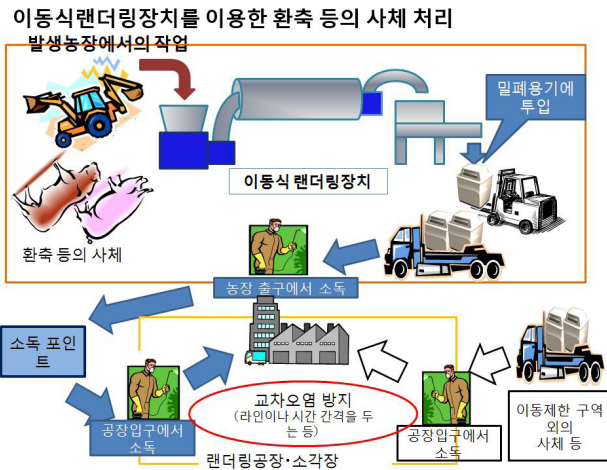 이동식랜더링장치를 이용한 환축 등의 사체 처리
발생농장에서의 작업
밀폐용기에
투입
이동식 랜더링장치
환축 등의 사체
농장 출구에서 소독
소독 포인
트
교차오염 방지
(라인이나 시간 간격을 두
는 등)
공장입구에서
소독
공장입구에서
소독
이동제한 구역
외의
사체 등
랜더링공장·소각장